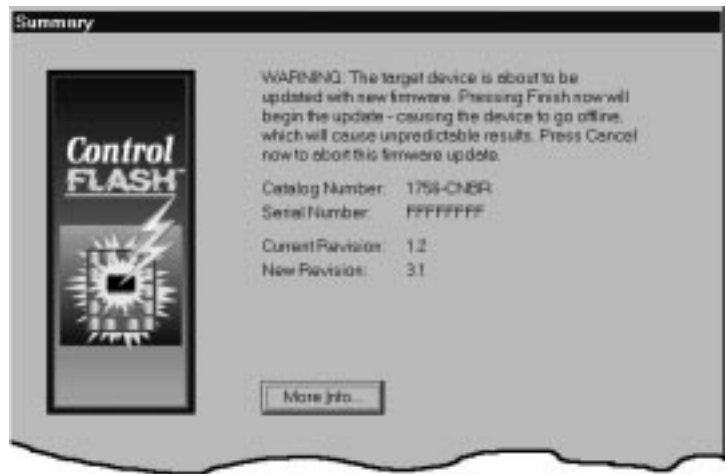 Summary
Control
FLASH™
WARNING: The target device is about to be
updated with new firmware. Pressing Finish now will
begin the update - causing the device to go offline,
which will cause unpredictable results. Press Cancel
now to abort this firmware update.
Catalog Number: 1756-CNBR
Serial Number: FFFFFFFF
Current Revision: 1.2
New Revision: 3.1
More Info...